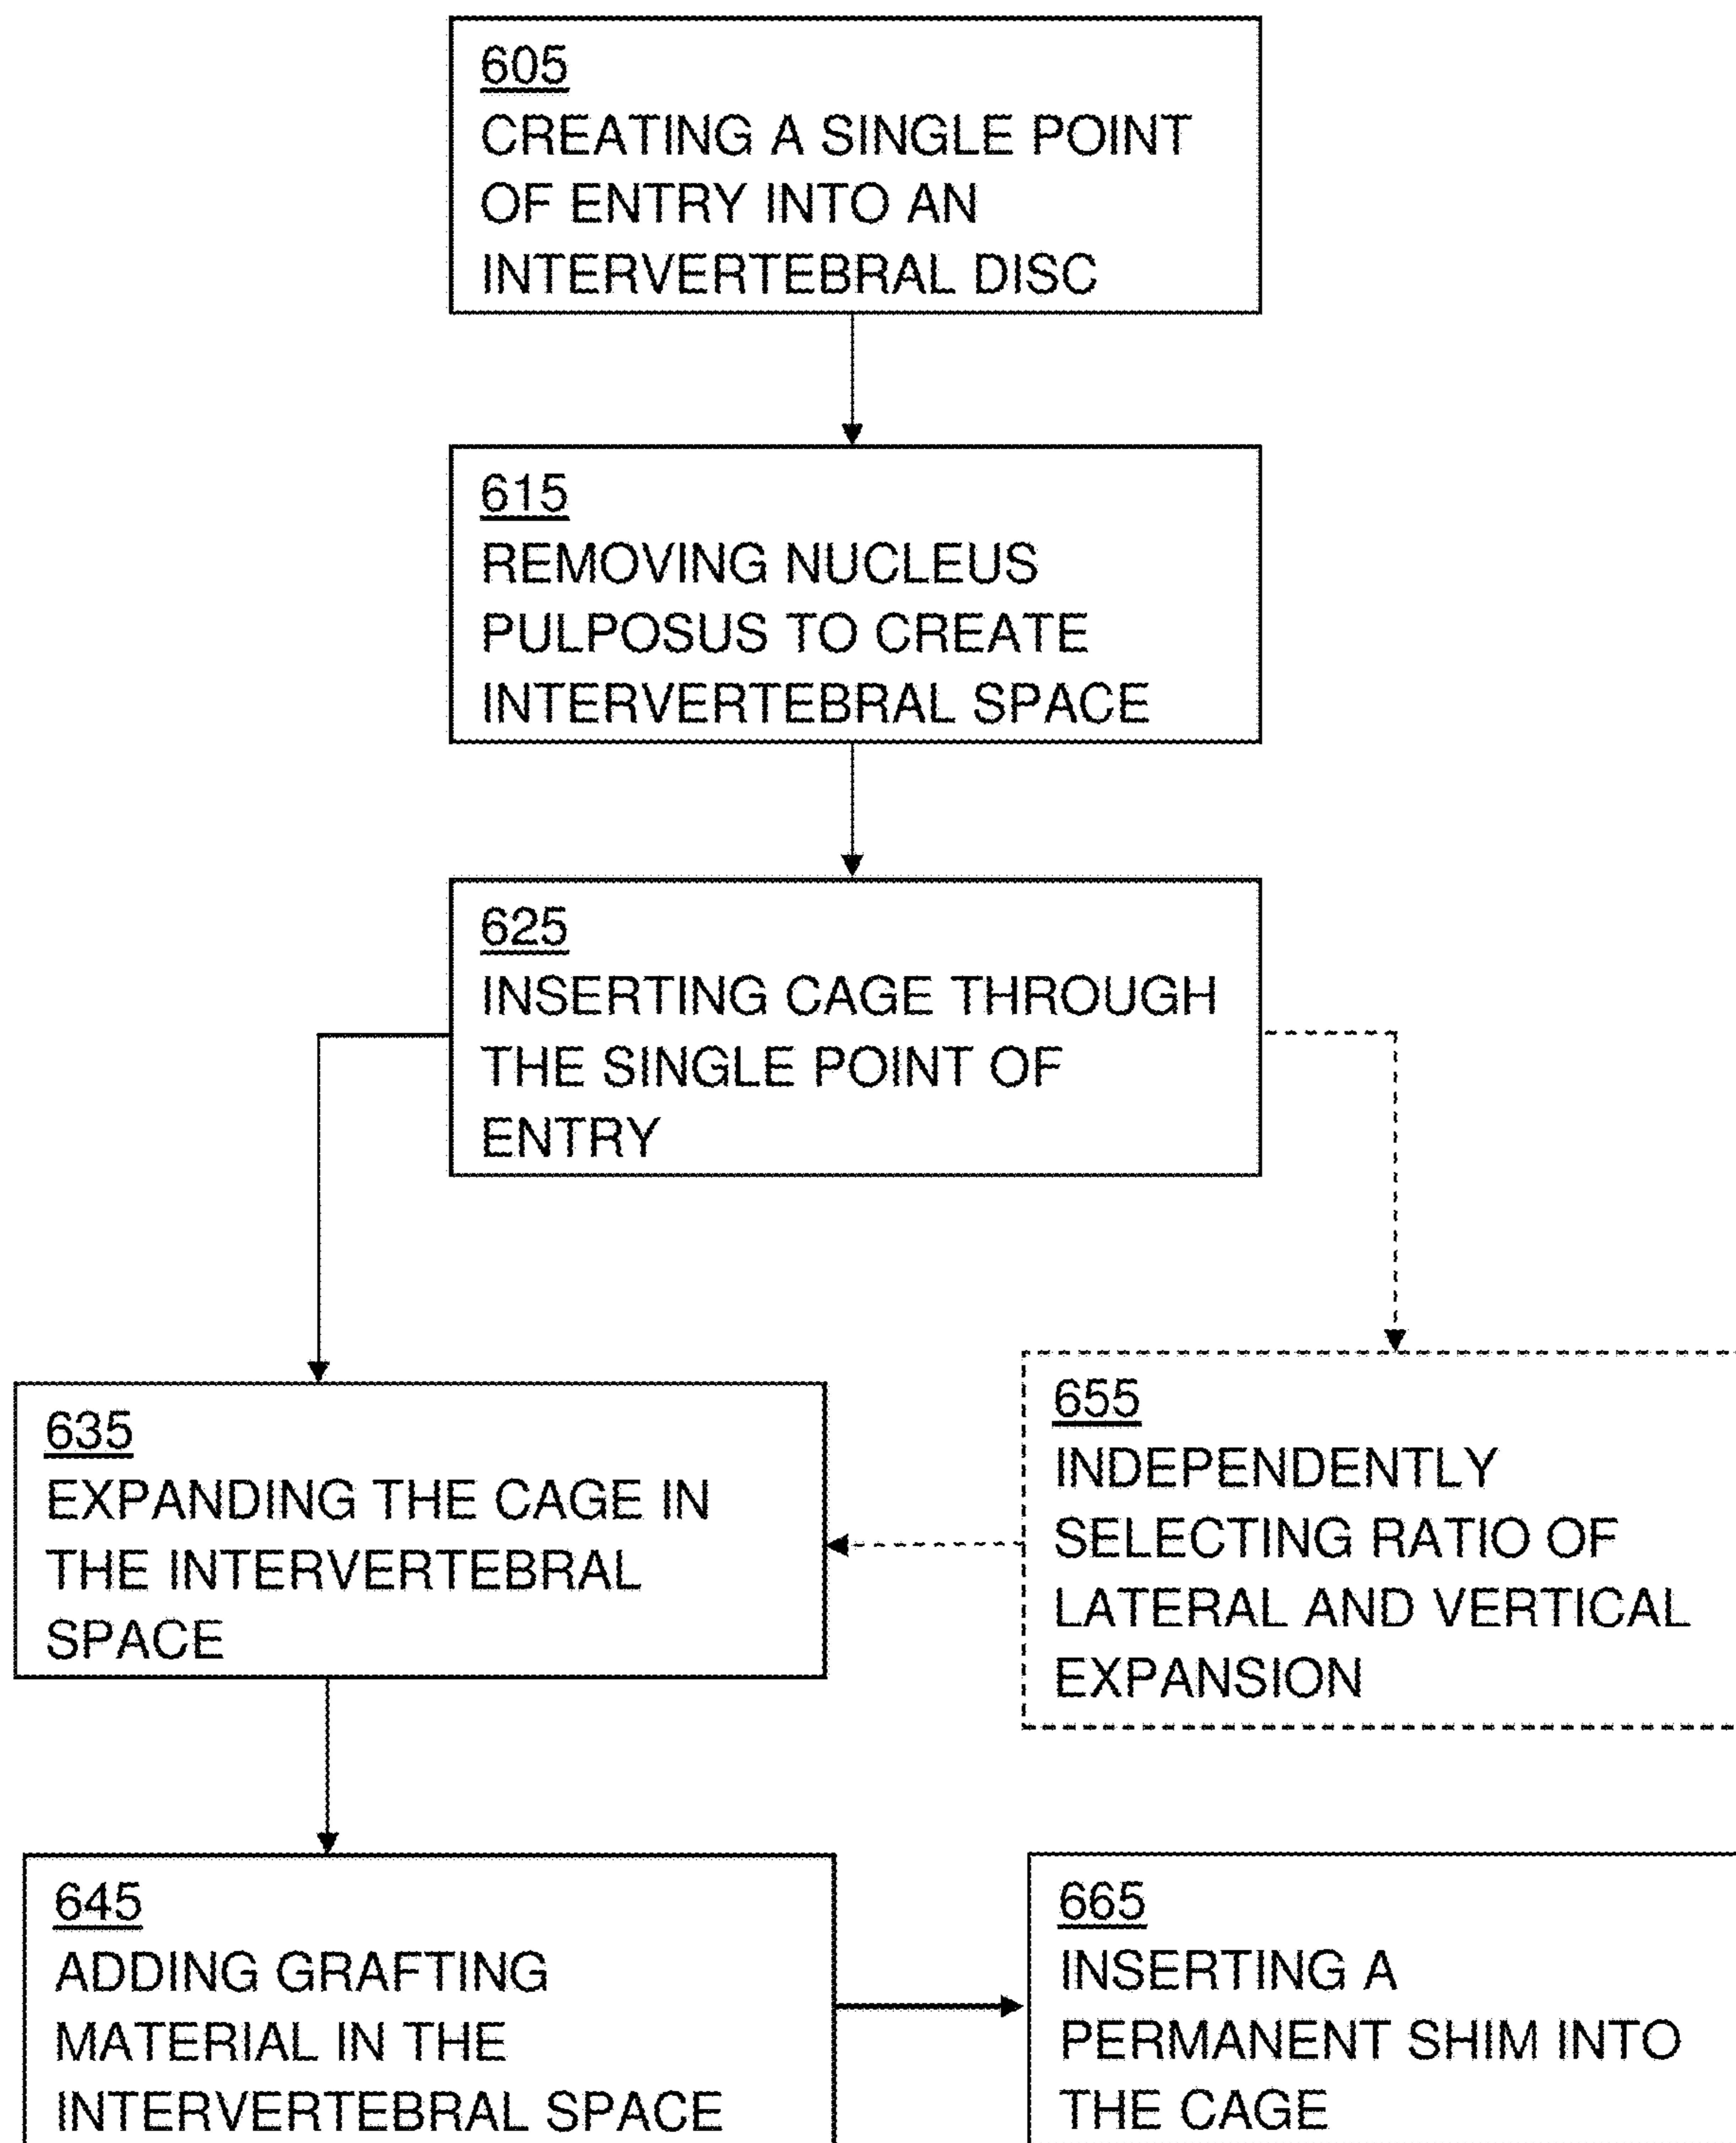 605
CREATING A SINGLE POINT
OF ENTRY INTO AN
INTERVERTEBRAL DISC
615
REMOVING NUCLEUS
PULPOSUS TO CREATE
INTERVERTEBRAL SPACE
625
INSERTING CAGE THROUGH
THE SINGLE POINT OF
ENTRY
635
EXPANDING THE CAGE IN
THE INTERVERTEBRAL
SPACE
655
INDEPENDENTLY
SELECTING RATIO OF
LATERAL AND VERTICAL
EXPANSION
645
ADDING GRAFTING
MATERIAL IN THE
INTERVERTEBRAL SPACE
665
INSERTING A
PERMANENT SHIM INTO
THE CAGE